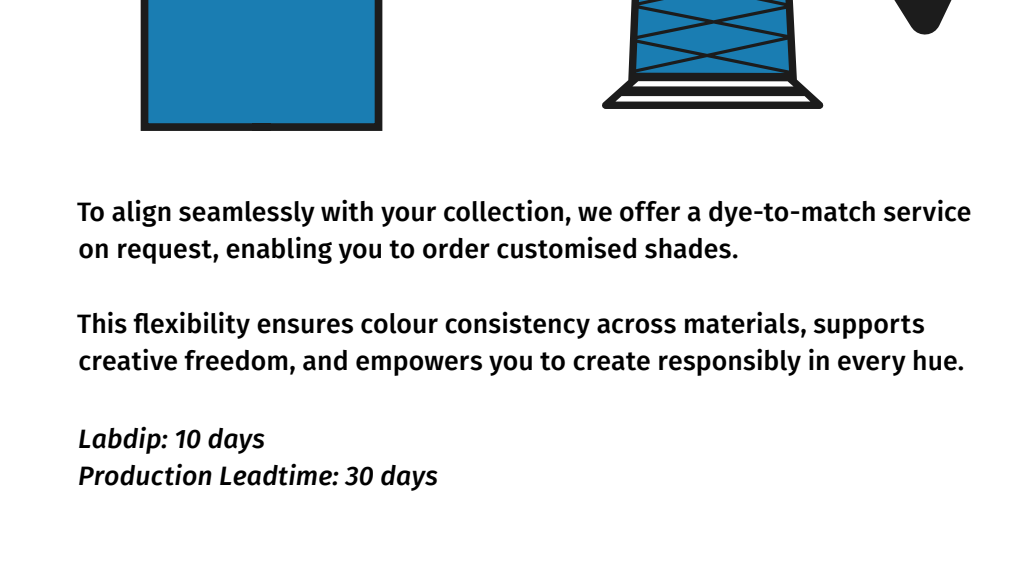 To align seamlessly with your collection, we offer a dye-to-match service
on request, enabling you to order customised shades.
This flexibility ensures colour consistency across materials, supports
creative freedom, and empowers you to create responsibly in every hue.
Labdip: 10 days
Production Leadtime: 30 days